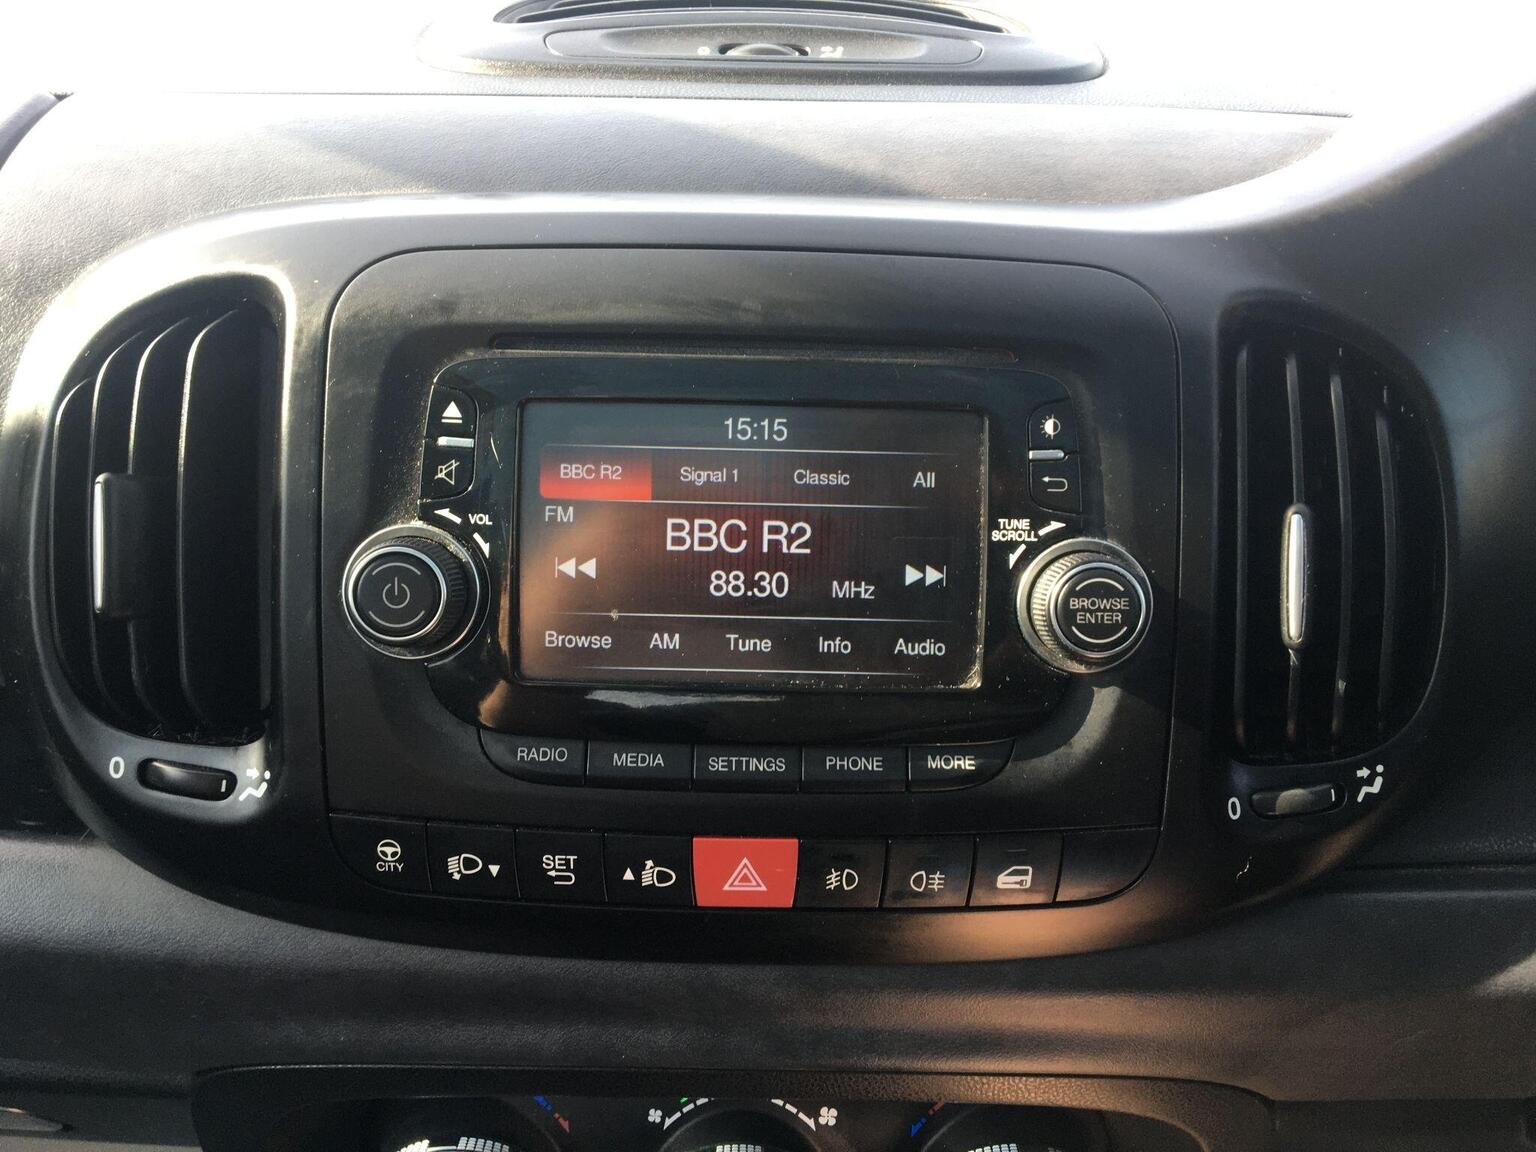 15:15
BBC R2 Signal 1 Classic All
FM
BBC R2
88.30 MHz
Browse AM Tune Info Audio
VOL
TUNE
SCROLL
BROWSE
ENTER
RADIO MEDIA SETTINGS PHONE MORE
0 I
0 I
CITY
SET